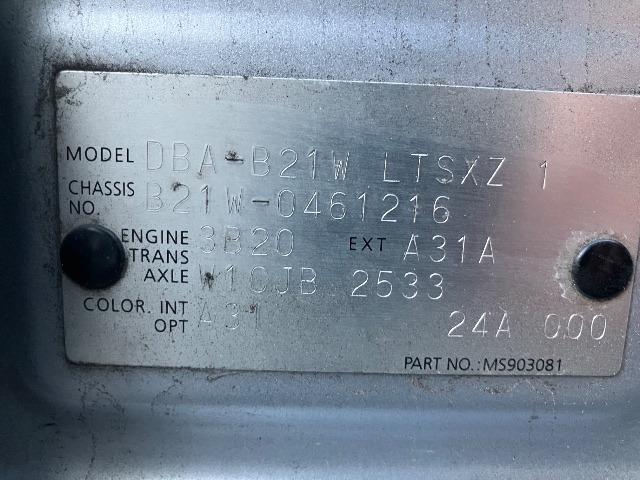 MODEL DBA-B21W LTSXZ 1
CHASSIS NO. B21W-0461216
ENGINE 3B20 EXT A31A
TRANS AXLE W1CJB 2533
COLOR. INT A31
OPT 24A 000
PART NO.: MS903081